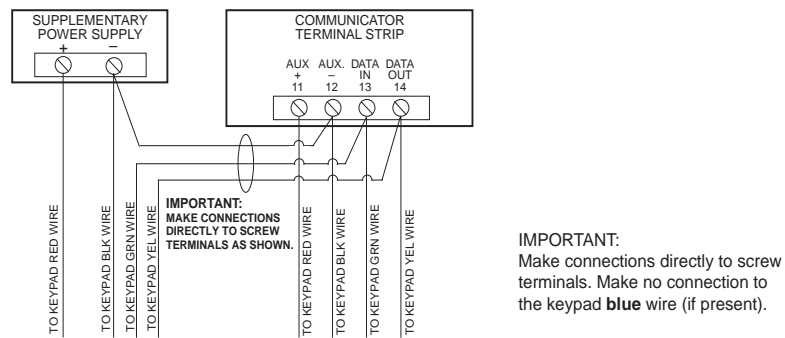 SUPPLEMENTARY
POWER SUPPLY
+ –
COMMUNICATOR
TERMINAL STRIP
AUX AUX. DATA DATA
+ – IN OUT
11 12 13 14
IMPORTANT:
MAKE CONNECTIONS
DIRECTLY TO SCREW
TERMINALS AS SHOWN.
TO KEYPAD RED WIRE
TO KEYPAD BLK WIRE
TO KEYPAD GRN WIRE
TO KEYPAD YEL WIRE
TO KEYPAD RED WIRE
TO KEYPAD BLK WIRE
TO KEYPAD GRN WIRE
TO KEYPAD YEL WIRE
IMPORTANT:
Make connections directly to screw
terminals. Make no connection to
the keypad blue wire (if present).